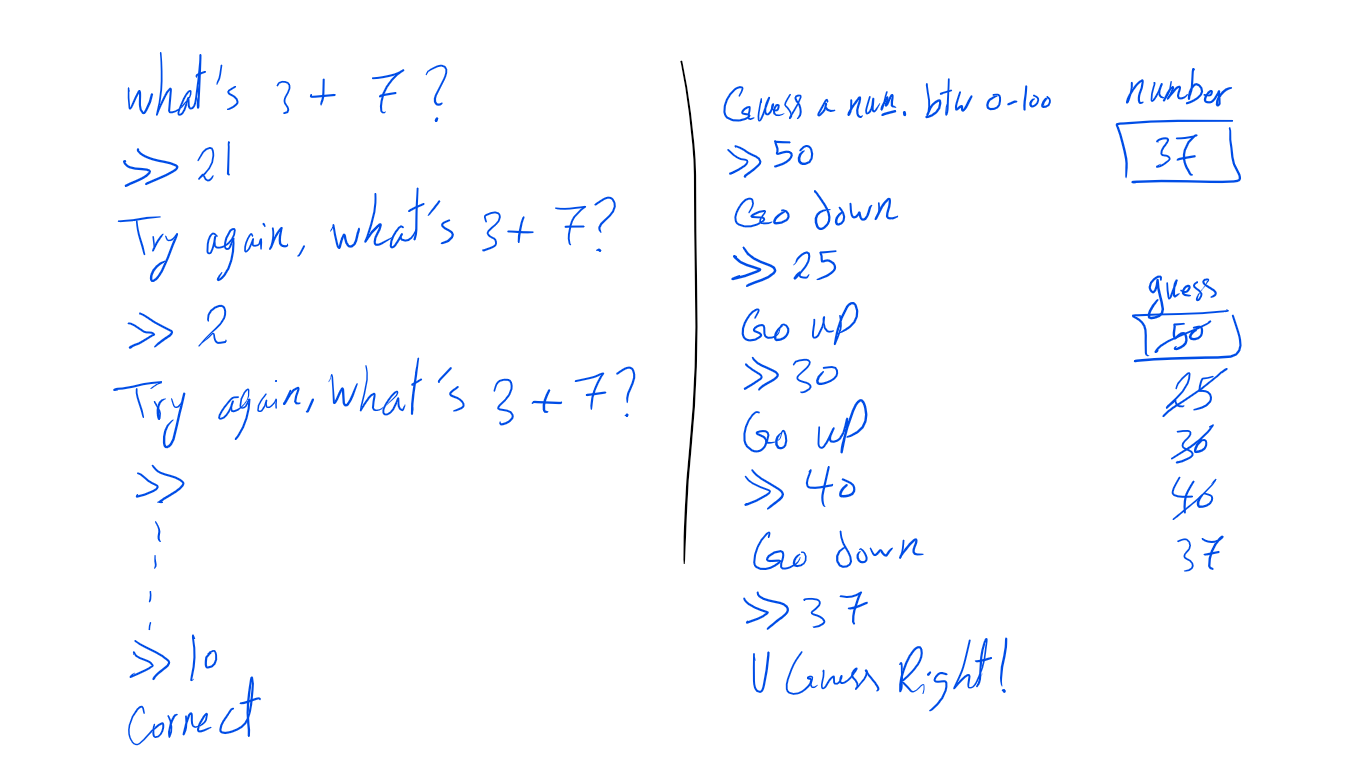 what's 3 + 7 ?
>> 21
Try again, what's 3 + 7?
>> 2
Try again, what's 3 + 7?
>>
>> 10
Correct
Guess a num. btw 0-100
>> 50
Go down
>> 25
Go up
>> 30
Go up
>> 40
Go down
>> 37
U Guess Right!
number
37
guess
50
25
30
40
37